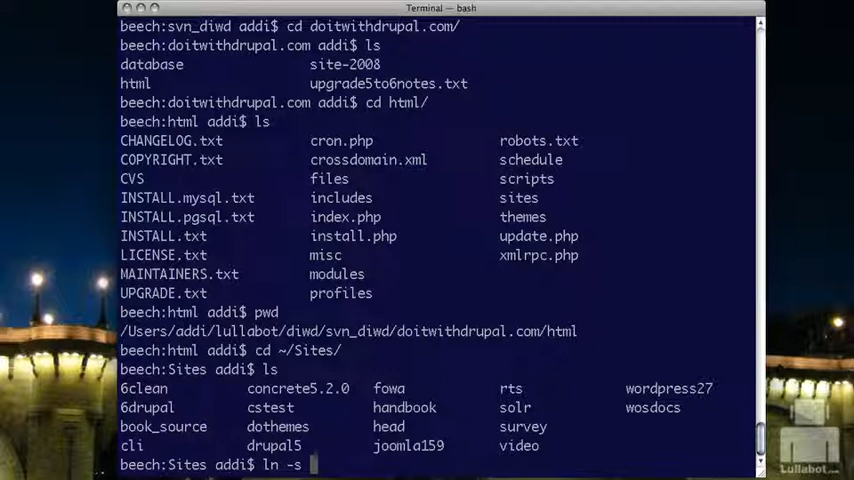 Terminal — bash
beech:svn_diwd addi$ cd doitwithdrupal.com/
beech:doitwithdrupal.com addi$ ls
database site-2008
html upgrade5to6notes.txt
beech:doitwithdrupal.com addi$ cd html/
beech:html addi$ ls
CHANGELOG.txt cron.php robots.txt
COPYRIGHT.txt crossdomain.xml schedule
CVS files scripts
INSTALL.mysql.txt includes sites
INSTALL.pgsql.txt index.php themes
INSTALL.txt install.php update.php
LICENSE.txt misc xmlrpc.php
MAINTAINERS.txt modules
UPGRADE.txt profiles
beech:html addi$ pwd
/Users/addi/lullabot/diwd/svn_diwd/doitwithdrupal.com/html
beech:html addi$ cd ~/Sites/
beech:Sites addi$ ls
6clean concrete5.2.0 fowa rts wordpress27
6drupal cstest handbook solr wosdocs
book_source dothemes head survey
cli drupal5 joomla159 video
beech:Sites addi$ ln -s
Lullabot